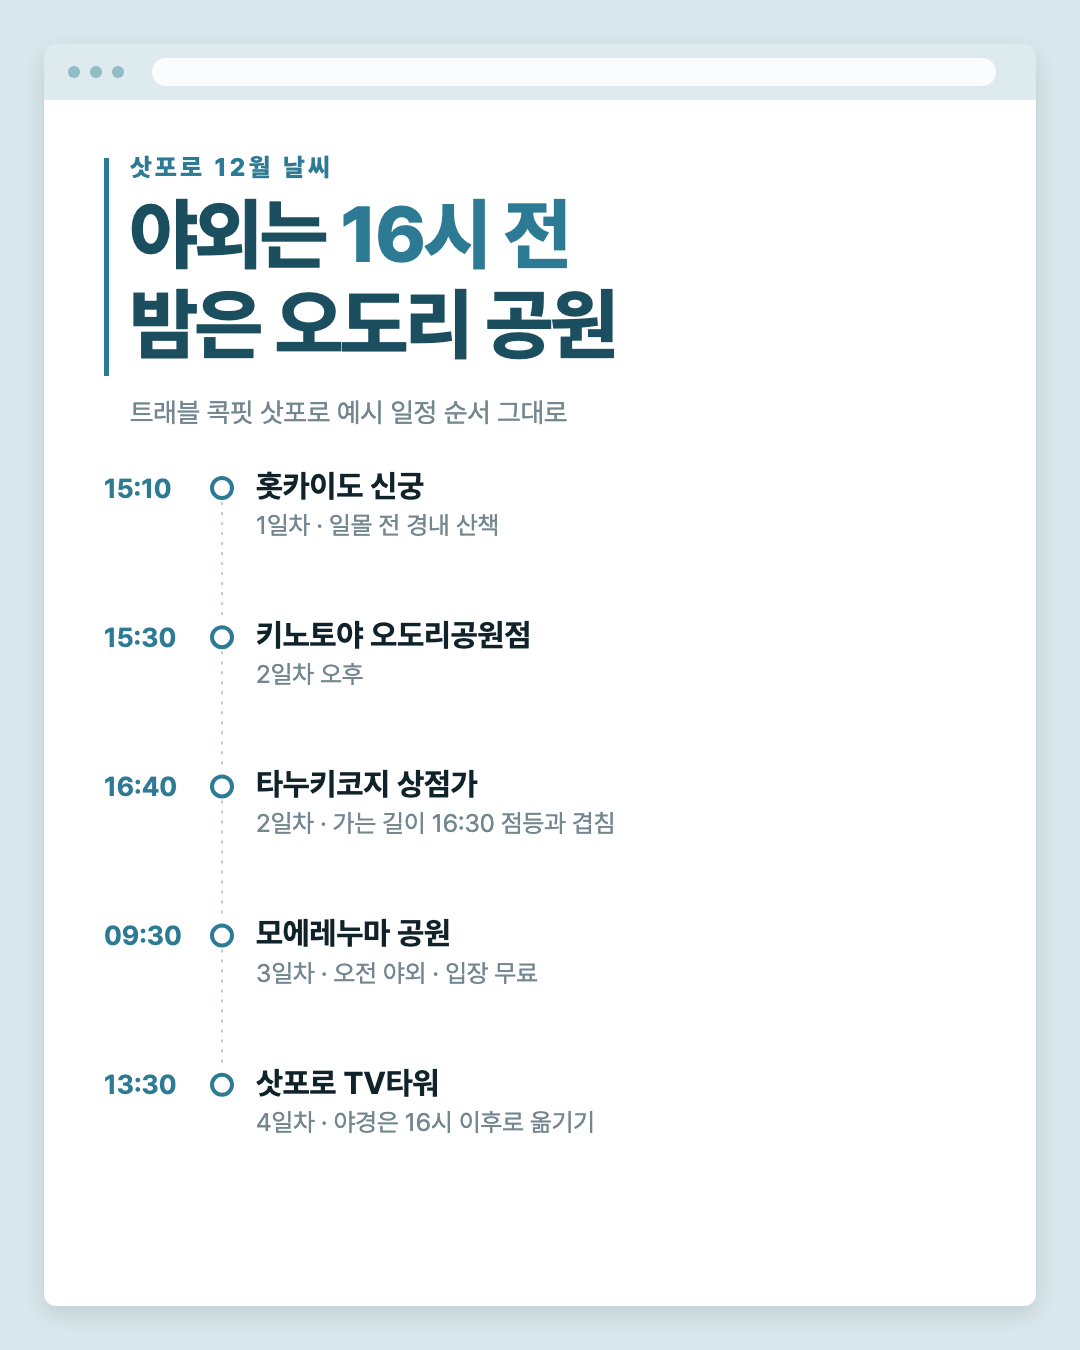 삿포로 12월 날씨
야외는 16시 전
밤은 오도리 공원
트래블 콕핏 삿포로 예시 일정 순서 그대로
15:10 홋카이도 신궁
1일차 · 일몰 전 경내 산책
15:30 키노토야 오도리공원점
2일차 오후
16:40 타누키코지 상점가
2일차 · 가는 길이 16:30 점등과 겹침
09:30 모에레누마 공원
3일차 · 오전 야외 · 입장 무료
13:30 삿포로 TV타워
4일차 · 야경은 16시 이후로 옮기기